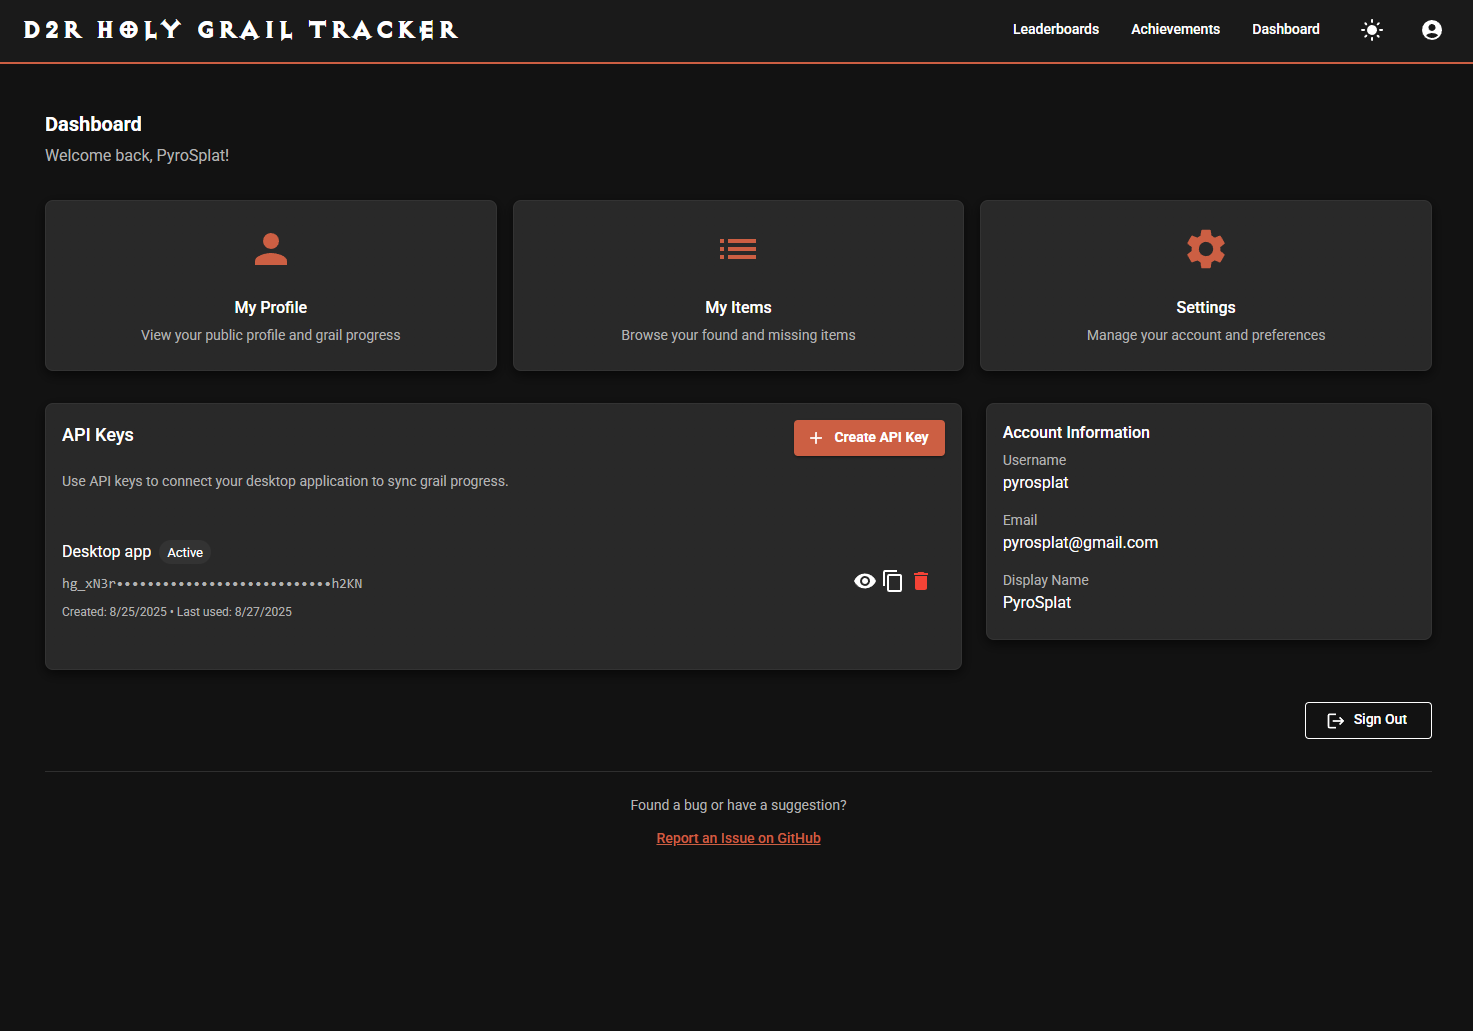 D2R HOLY GRAIL TRACKER
Leaderboards
Achievements
Dashboard
Dashboard
Welcome back, PyroSplat!
My Profile
View your public profile and grail progress
My Items
Browse your found and missing items
Settings
Manage your account and preferences
API Keys
Create API Key
Use API keys to connect your desktop application to sync grail progress.
Desktop app Active
hg_xN3r••••••••••••••••••••••••••••h2KN
Created: 8/25/2025 • Last used: 8/27/2025
Account Information
Username
pyrosplat
Email
pyrosplat@gmail.com
Display Name
PyroSplat
Sign Out
Found a bug or have a suggestion?
Report an Issue on GitHub